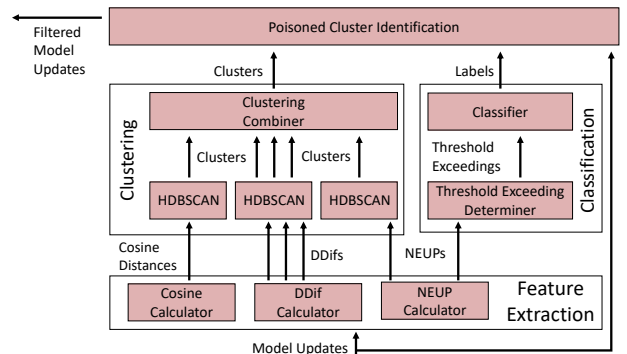 Poisoned Cluster Identification
Filtered
Model
Updates
Clusters
Labels
Clustering
Clustering
Combiner
Clusters
Clusters
HDBSCAN
HDBSCAN
HDBSCAN
Classifier
Threshold
Exceedings
Threshold Exceeding
Determiner
Classification
Cosine
Distances
DDifs
NEUPs
Cosine
Calculator
DDif
Calculator
NEUP
Calculator
Feature
Extraction
Model Updates